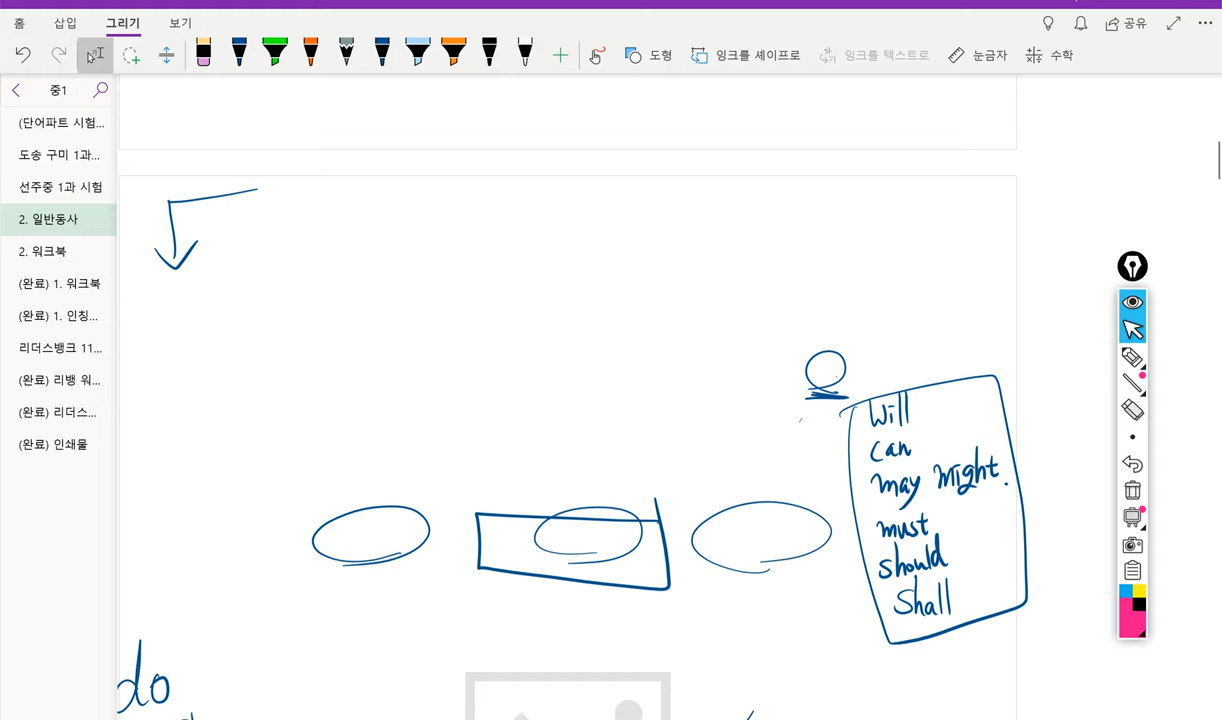 홈 삽입 그리기 보기
공유
도형 잉크를 셰이프로 잉크를 텍스트로 눈금자 수학
중1
(단어파트 시험...
도송 구미 1과...
선주중 1과 시험
2. 일반동사
2. 워크북
(완료) 1. 워크북
(완료) 1. 인칭...
리더스뱅크 11...
(완료) 리뱅 워...
(완료) 리더스...
(완료) 인쇄물
Will
can
may might.
must
should
Shall
do